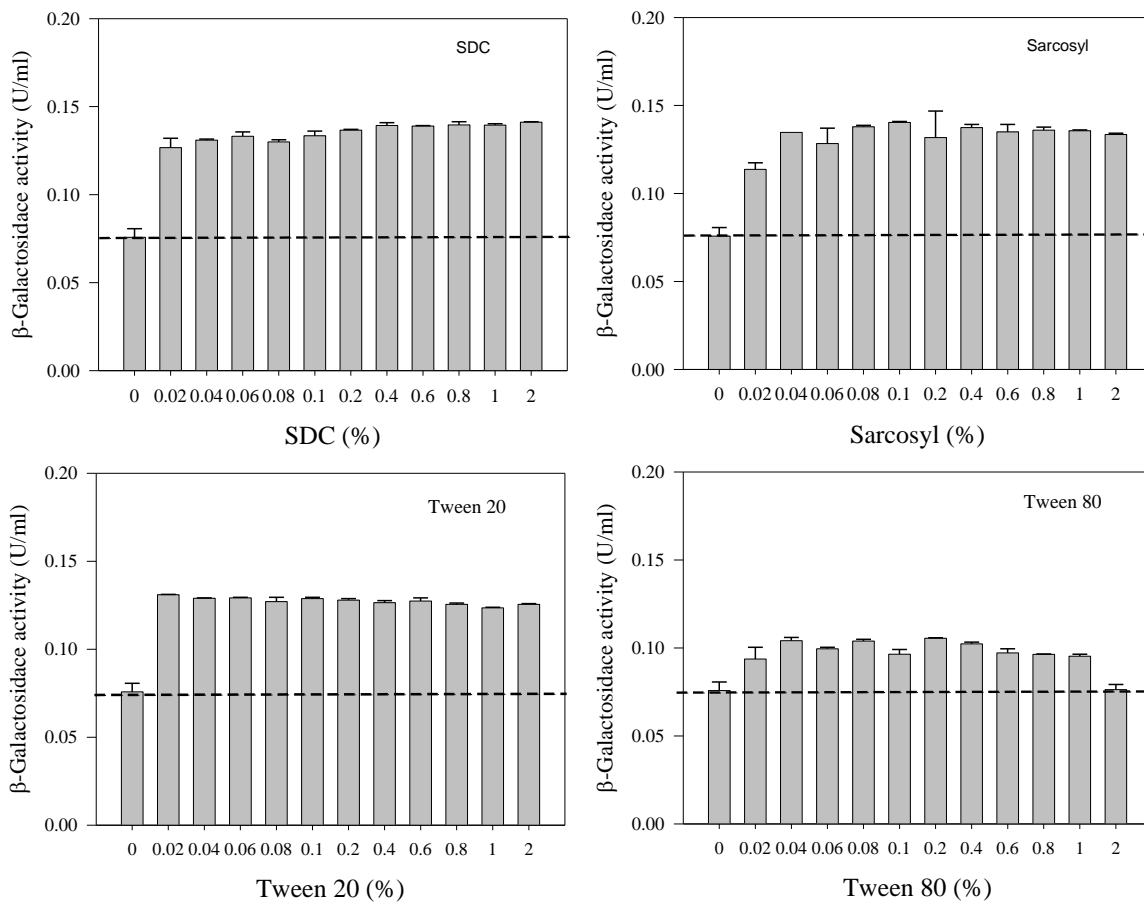 0.20
0.15
0.10
0.05
0.00
β-Galactosidace activity (U/ml)
SDC
0 0.02 0.04 0.06 0.08 0.1 0.2 0.4 0.6 0.8 1 2
SDC (%)
0.20
0.15
0.10
0.05
0.00
β-Galactosidace activity (U/ml)
Sarcosyl
0 0.02 0.04 0.06 0.08 0.1 0.2 0.4 0.6 0.8 1 2
Sarcosyl (%)
0.20
0.15
0.10
0.05
0.00
β-Galactosidace activity (U/ml)
Tween 20
0 0.02 0.04 0.06 0.08 0.1 0.2 0.4 0.6 0.8 1 2
Tween 20 (%)
0.20
0.15
0.10
0.05
0.00
β-Galactosidace activity (U/ml)
Tween 80
0 0.02 0.04 0.06 0.08 0.1 0.2 0.4 0.6 0.8 1 2
Tween 80 (%)